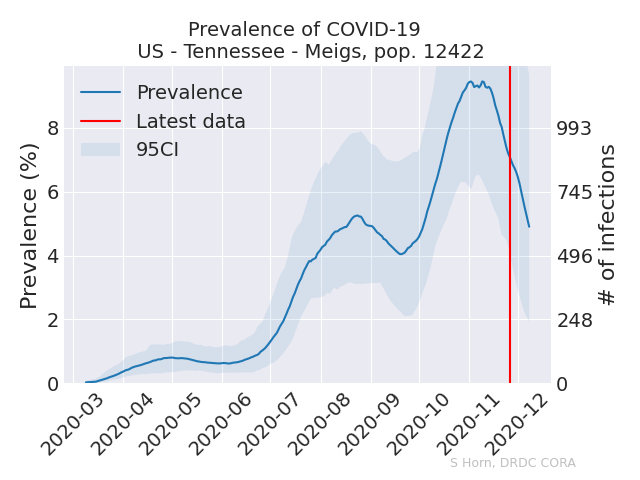 Prevalence of COVID-19
US - Tennessee - Meigs, pop. 12422
Prevalence
Latest data
95CI
Prevalence (%)
8
6
4
2
0
993
745
496
248
0
# of infections
2020-03
2020-04
2020-05
2020-06
2020-07
2020-08
2020-09
2020-10
2020-11
2020-12
S Horn, DRDC CORA